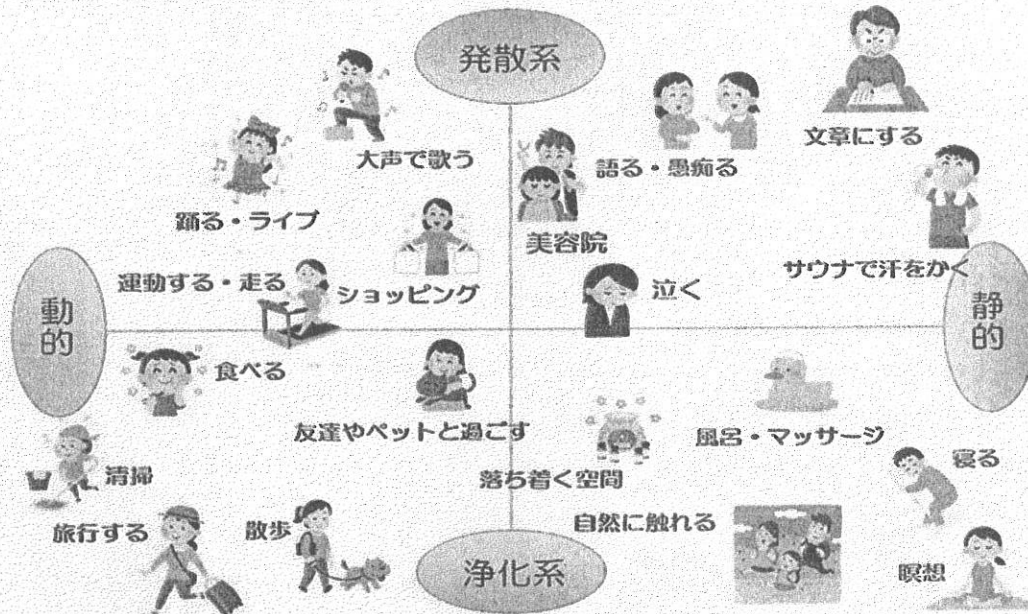 発散系
文章にする
大声で歌う
語る・愚痴る
踊る・ライブ
美容院
サウナで汗をかく
運動する・走る
ショッピング
泣く
動的
静的
食べる
友達やペットと過ごす
風呂・マッサージ
清掃
落ち着く空間
寝る
旅行する
散歩
自然に触れる
浄化系
瞑想